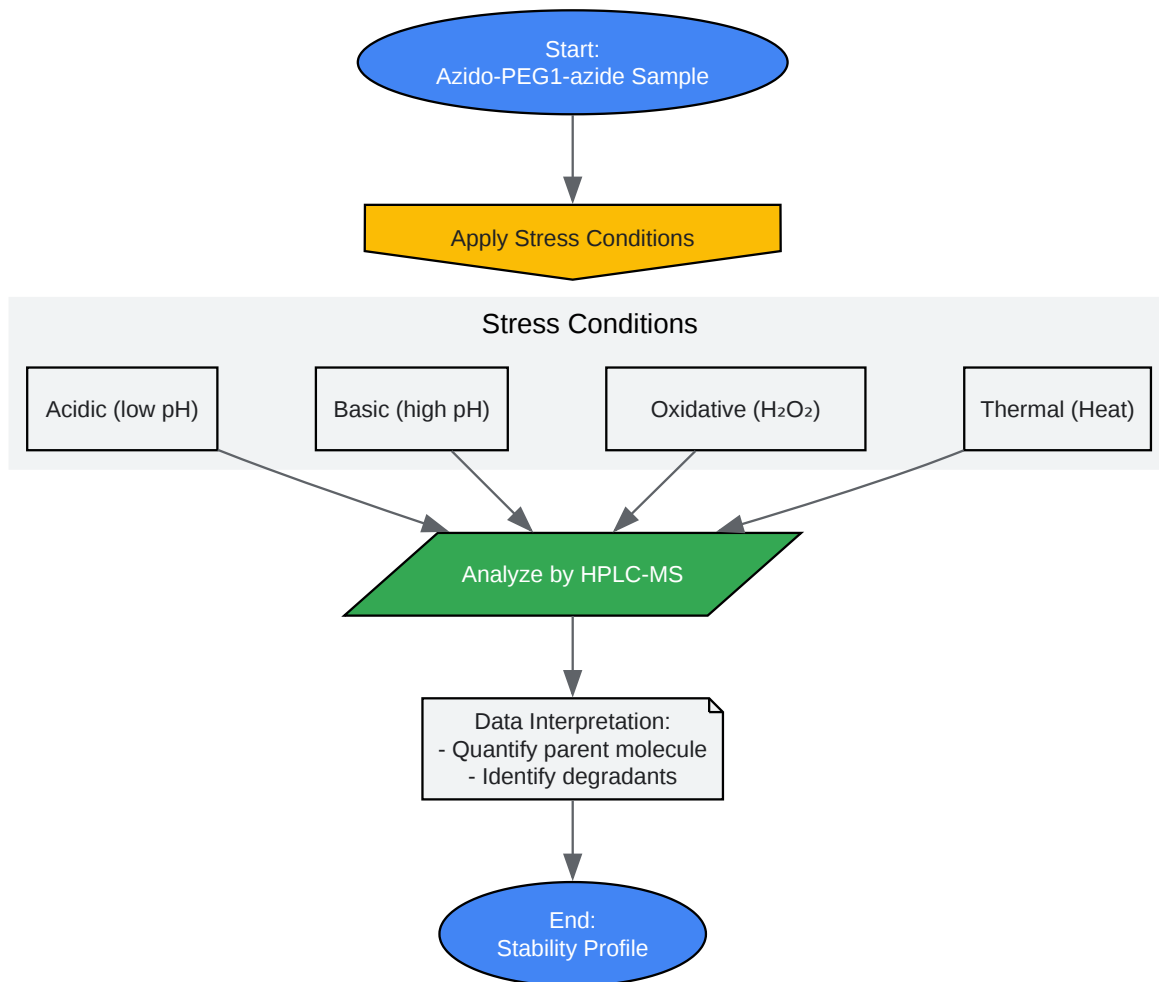 Start:
Azido-PEG1-azide Sample
Apply Stress Conditions
Stress Conditions
Acidic (low pH)
Basic (high pH)
Oxidative (H₂O₂)
Thermal (Heat)
Analyze by HPLC-MS
Data Interpretation:
- Quantify parent molecule
- Identify degradants
End:
Stability Profile